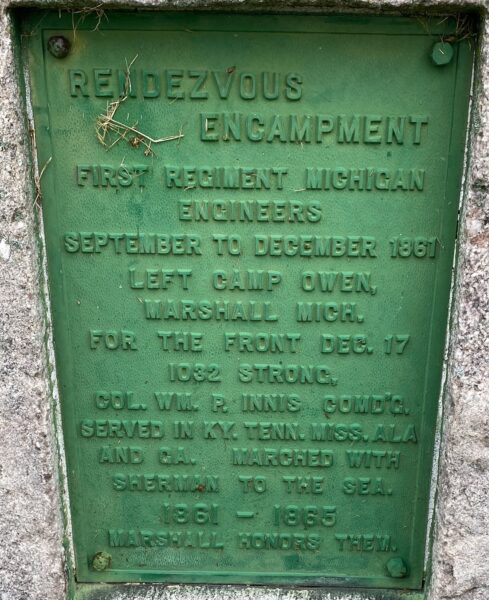 RENDEZVOUS
ENCAMPMENT
FIRST REGIMENT MICHIGAN
ENGINEERS
SEPTEMBER TO DECEMBER 1861
LEFT CAMP OWEN,
MARSHALL MICH.
FOR THE FRONT DEC. 17
1032 STRONG,
COL. WM. P. INNIS COMD'G.
SERVED IN KY. TENN. MISS. ALA
AND GA. MARCHED WITH
SHERMAN TO THE SEA.
1861 - 1865
MARSHALL HONORS THEM.